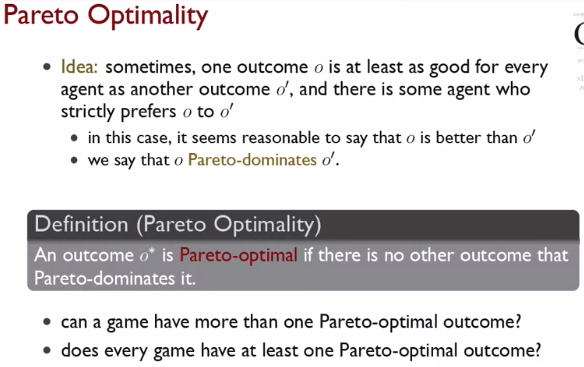 Pareto Optimality
• Idea: sometimes, one outcome o is at least as good for every
agent as another outcome o′, and there is some agent who
strictly prefers o to o′
• in this case, it seems reasonable to say that o is better than o′
• we say that o Pareto-dominates o′.
Definition (Pareto Optimality)
An outcome o* is Pareto-optimal if there is no other outcome that
Pareto-dominates it.
• can a game have more than one Pareto-optimal outcome?
• does every game have at least one Pareto-optimal outcome?